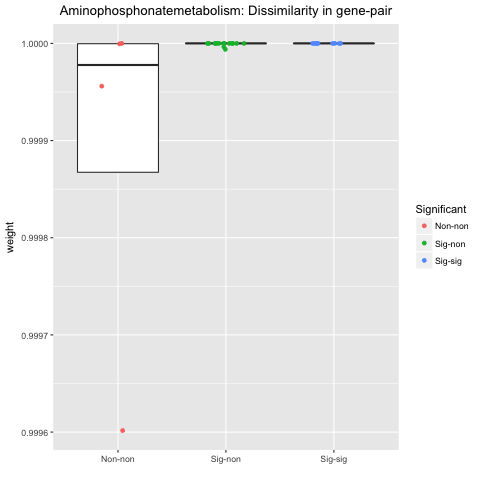 Aminophosphonatemetabolism: Dissimilarity in gene-pair
1.0000
0.9999
0.9998
0.9997
0.9996
weight
Non-non
Sig-non
Sig-sig
Significant
Non-non
Sig-non
Sig-sig